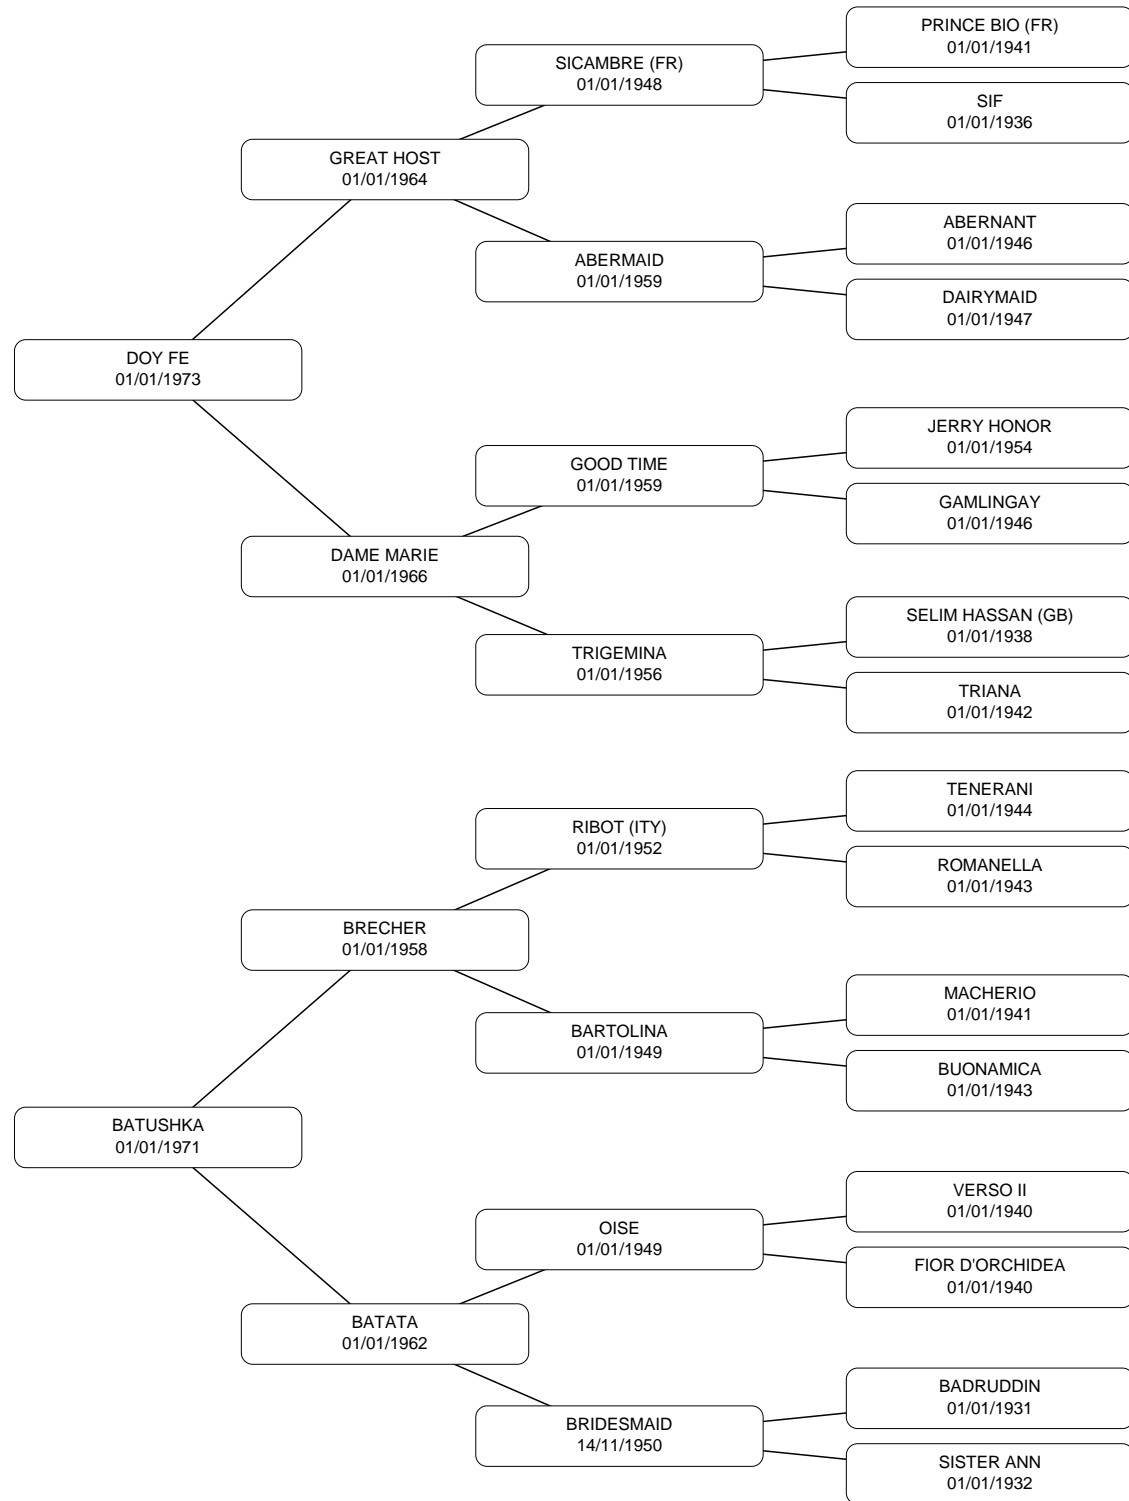 PRINCE BIO (FR)
01/01/1941
SICAMBRE (FR)
01/01/1948
SIF
01/01/1936
GREAT HOST
01/01/1964
ABERNANT
01/01/1946
ABERMAID
01/01/1959
DAIRYMAID
01/01/1947
DOY FE
01/01/1973
JERRY HONOR
01/01/1954
GOOD TIME
01/01/1959
GAMLINGAY
01/01/1946
DAME MARIE
01/01/1966
SELIM HASSAN (GB)
01/01/1938
TRIGEMINA
01/01/1956
TRIANA
01/01/1942
TENERANI
01/01/1944
RIBOT (ITY)
01/01/1952
ROMANELLA
01/01/1943
BRECHER
01/01/1958
MACHERIO
01/01/1941
BARTOLINA
01/01/1949
BUONAMICA
01/01/1943
BATUSHKA
01/01/1971
VERSO II
01/01/1940
OISE
01/01/1949
FIOR D'ORCHIDEA
01/01/1940
BATATA
01/01/1962
BADRUDDIN
01/01/1931
BRIDESMAID
14/11/1950
SISTER ANN
01/01/1932